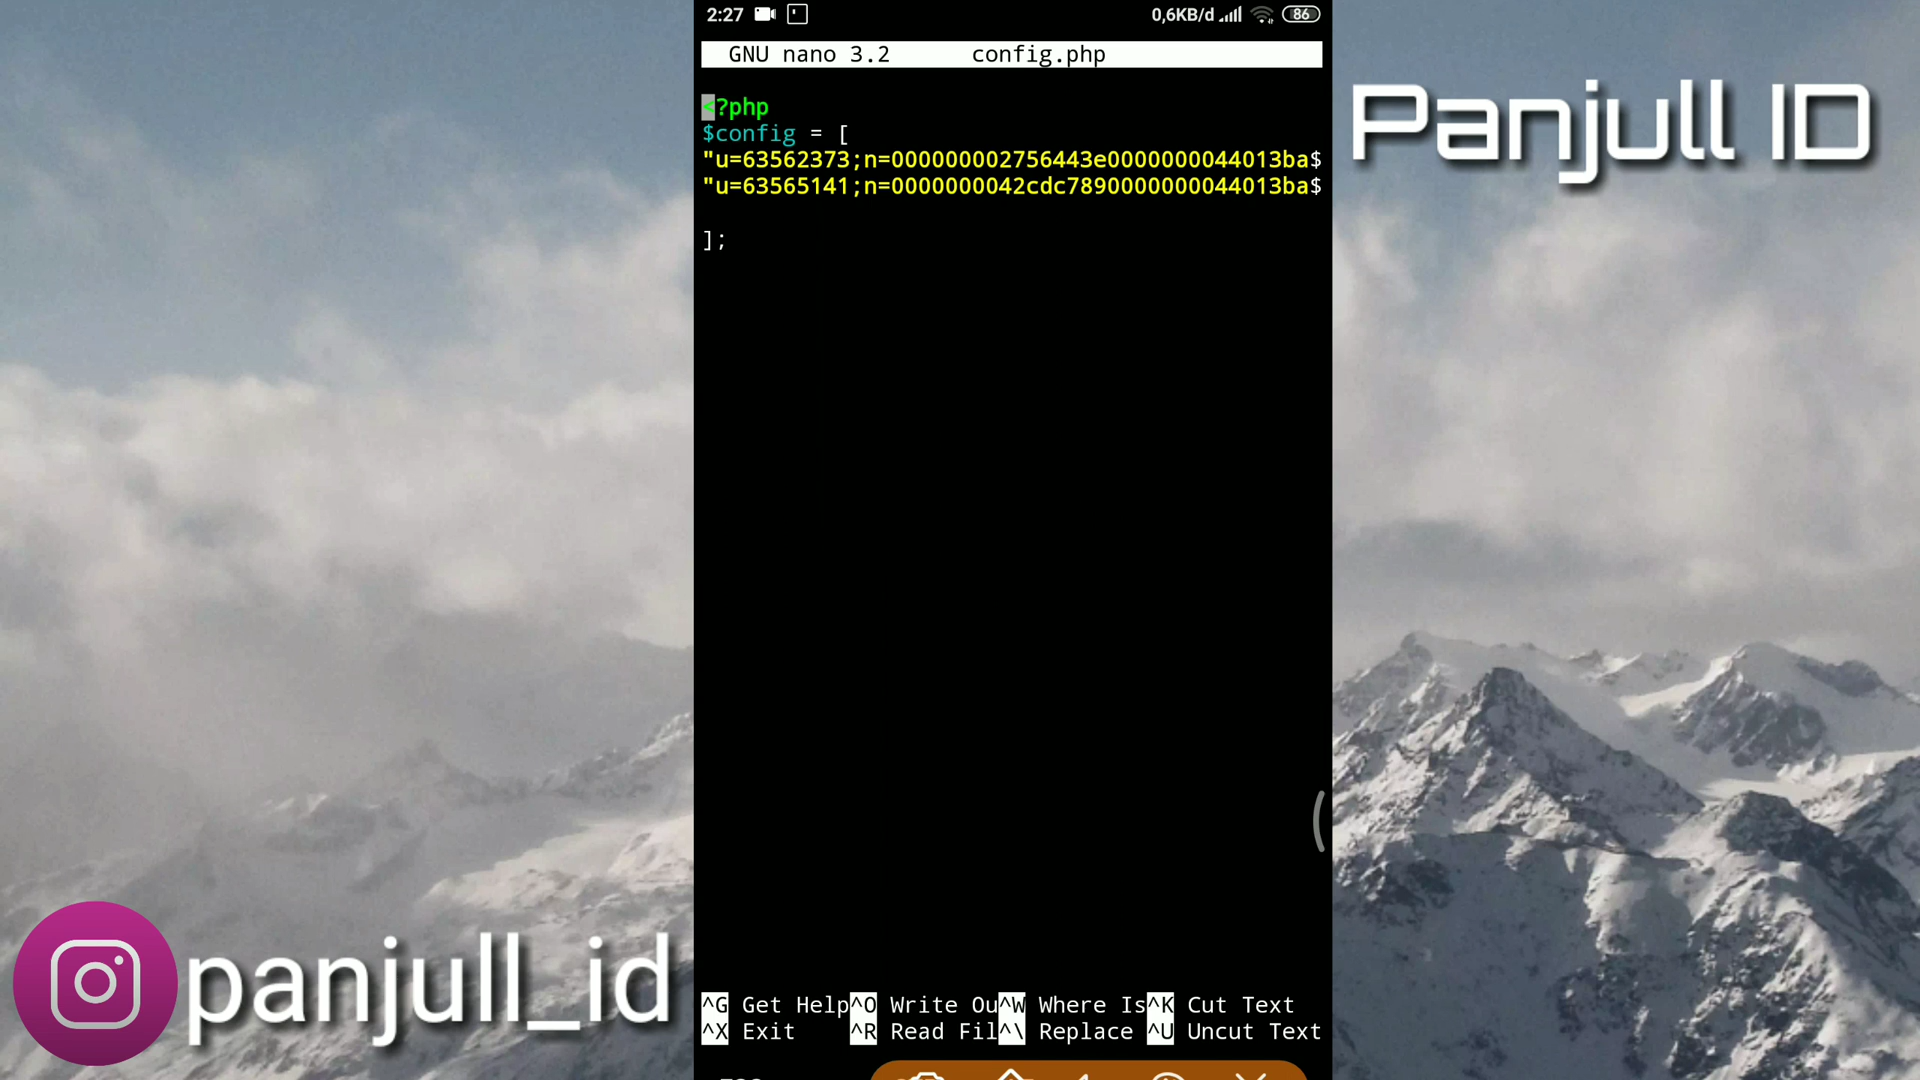 2:27 0,6KB/d 86
GNU nano 3.2 config.php
Panjull ID
<?php
$config = [
"u=63562373;n=000000002756443e0000000044013ba$
"u=63565141;n=0000000042cdc7890000000044013ba$
];
panjull_id
^G Get Help^O Write Ou^W Where Is^K Cut Text
^X Exit ^R Read Fil^\ Replace ^U Uncut Text